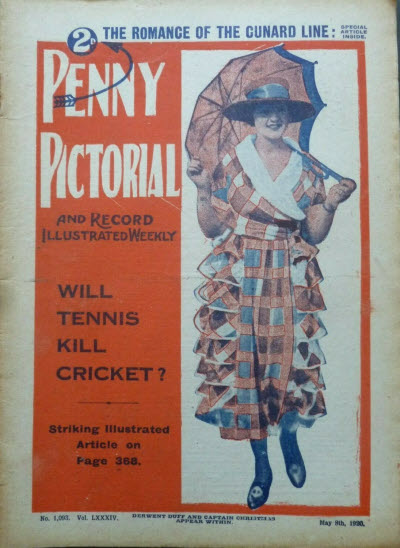 2D THE ROMANCE OF THE CUNARD LINE: SPECIAL ARTICLE INSIDE.
PENNY
PICTORIAL
AND RECORD
ILLUSTRATED WEEKLY
WILL
TENNIS
KILL
CRICKET?
Striking Illustrated
Article on
Page 368.
No. 1,093. Vol. LXXXIV.
DERWENT DUFF AND CAPTAIN CHRISTMAS
APPEAR WITHIN.
May 8th, 1920.